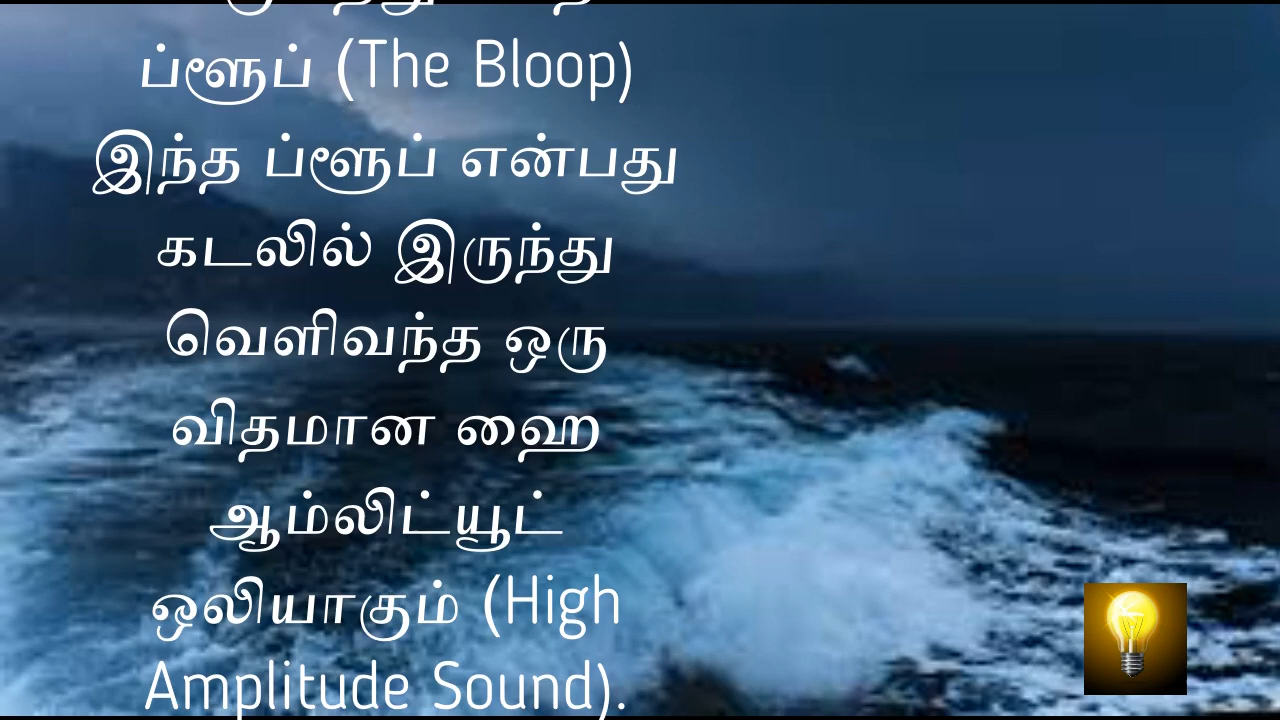 ப்ளூப் (The Bloop)
இந்த ப்ளூப் என்பது
கடலில் இருந்து
வெளிவந்த ஒரு
விதமான ஹை
ஆம்லிட்யூட்
ஒலியாகும் (High
Amplitude Sound).